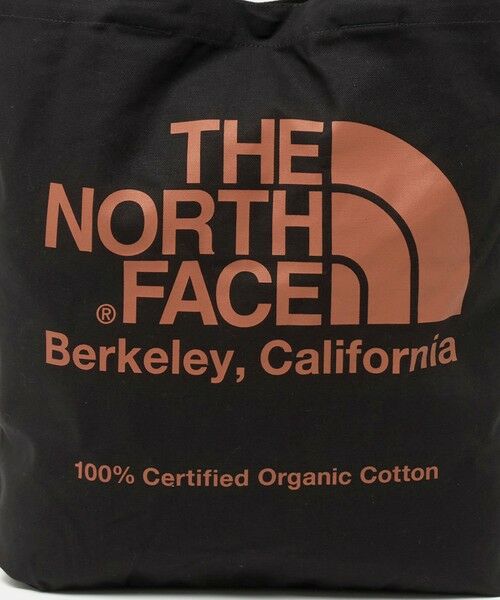 THE
NORTH
® FACE
Berkeley, California
100% Certified Organic Cotton